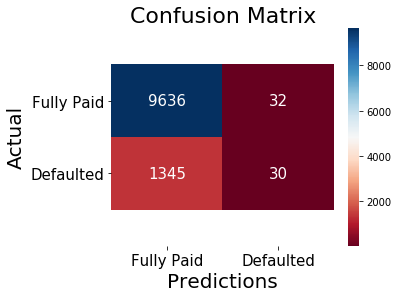 Confusion Matrix
Actual
Fully Paid
9636
32
Defaulted
1345
30
Fully Paid
Defaulted
Predictions
8000
6000
4000
2000